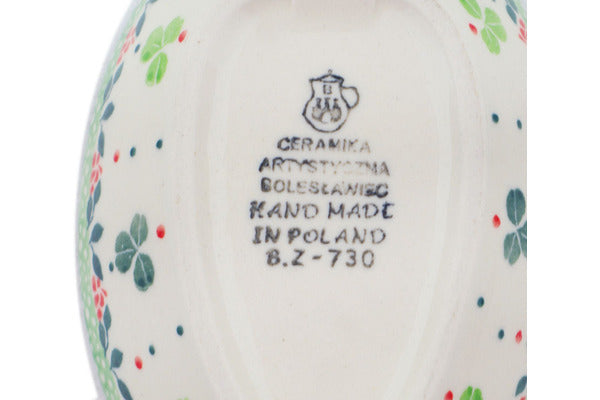 CERAMIKA
ARTYSTYCZNA
BOLESŁAWIEC
HAND MADE
IN POLAND
B.Z-730